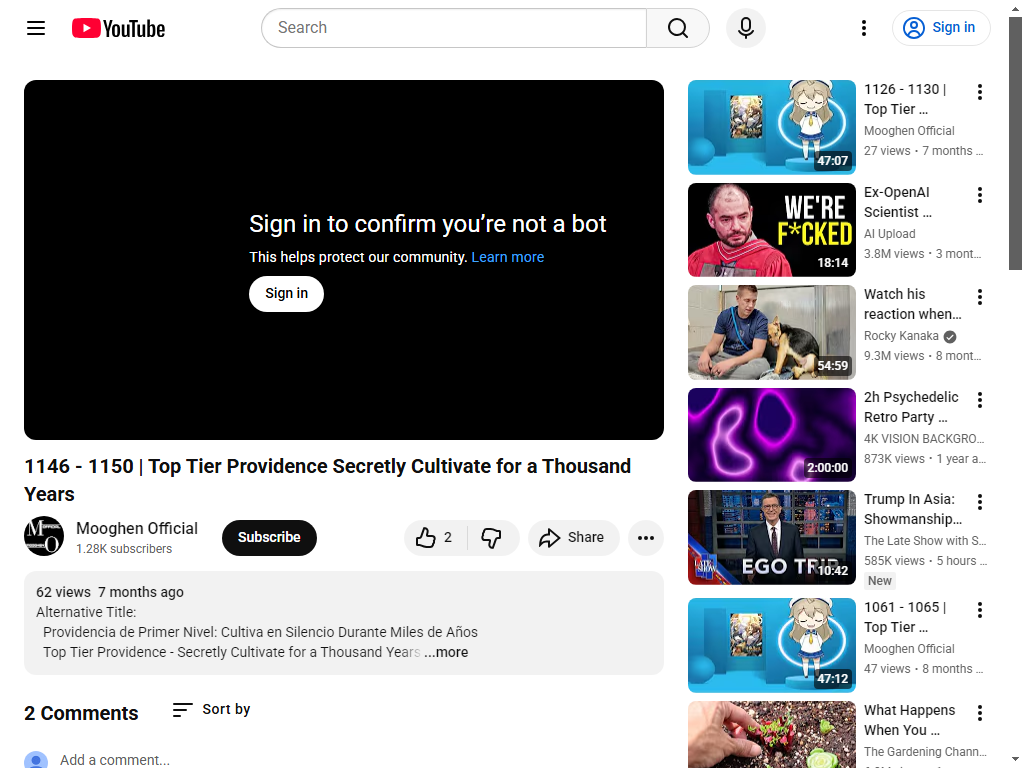 YouTube
Search
Sign in
Sign in to confirm you’re not a bot
This helps protect our community. Learn more
Sign in
1146 - 1150 | Top Tier Providence Secretly Cultivate for a Thousand
Years
Mooghen Official
1.28K subscribers
Subscribe
2
Share
62 views 7 months ago
Alternative Title:
Providencia de Primer Nivel: Cultiva en Silencio Durante Miles de Años
Top Tier Providence - Secretly Cultivate for a Thousand Years ...more
2 Comments
Sort by
Add a comment...
47:07
1126 - 1130 |
Top Tier ...
Mooghen Official
27 views • 7 months ...
WE'RE
F*CKED
18:14
Ex-OpenAI
Scientist ...
AI Upload
3.8M views • 3 mont...
54:59
Watch his
reaction when...
Rocky Kanaka
9.3M views • 8 mont...
2:00:00
2h Psychedelic
Retro Party ...
4K VISION BACKGRO...
873K views • 1 year a...
EGO TRIP
10:42
Trump In Asia:
Showmanship...
The Late Show with S...
585K views • 5 hours ...
New
47:12
1061 - 1065 |
Top Tier ...
Mooghen Official
47 views • 8 months ...
What Happens
When You ...
The Gardening Chann...